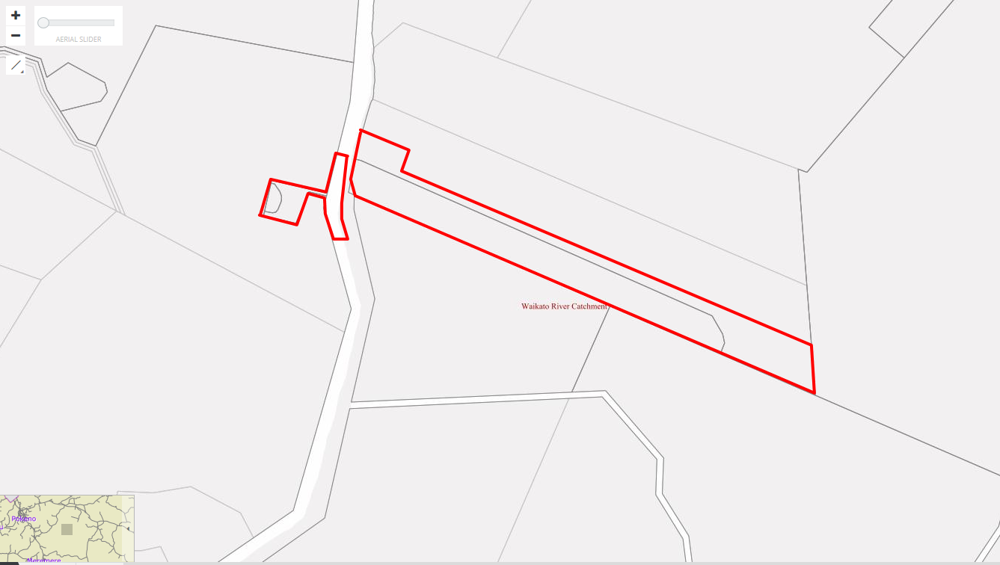 +
−
AERIAL SLIDER
Waikato River Catchment
Pokeno
u
Meremere